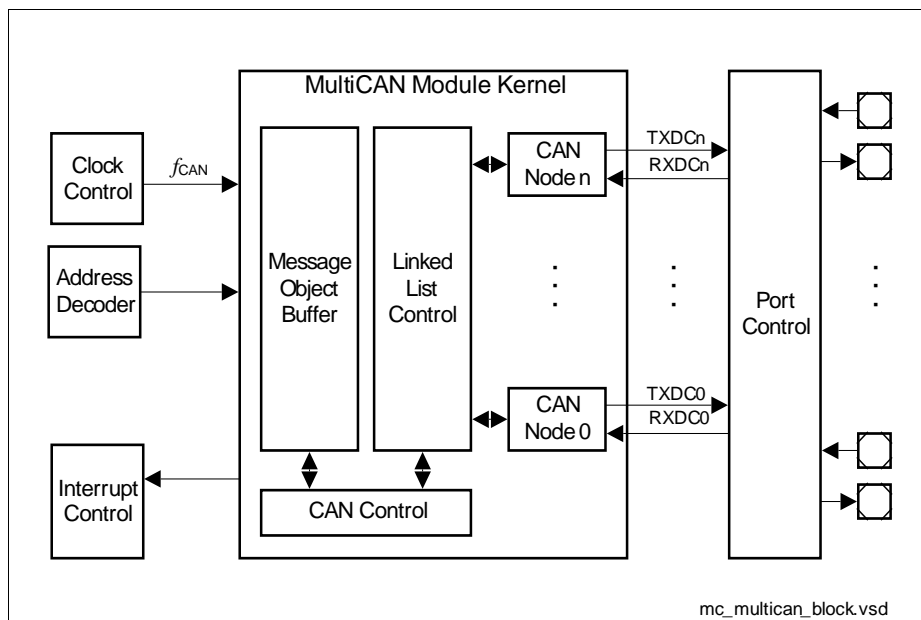 MultiCAN Module Kernel
Clock
Control
fCAN
Address
Decoder
Interrupt
Control
Message
Object
Buffer
Linked
List
Control
CAN Control
CAN
Node n
CAN
Node 0
TXDCn
RXDCn
TXDC0
RXDC0
Port
Control
mc_multican_block.vsd